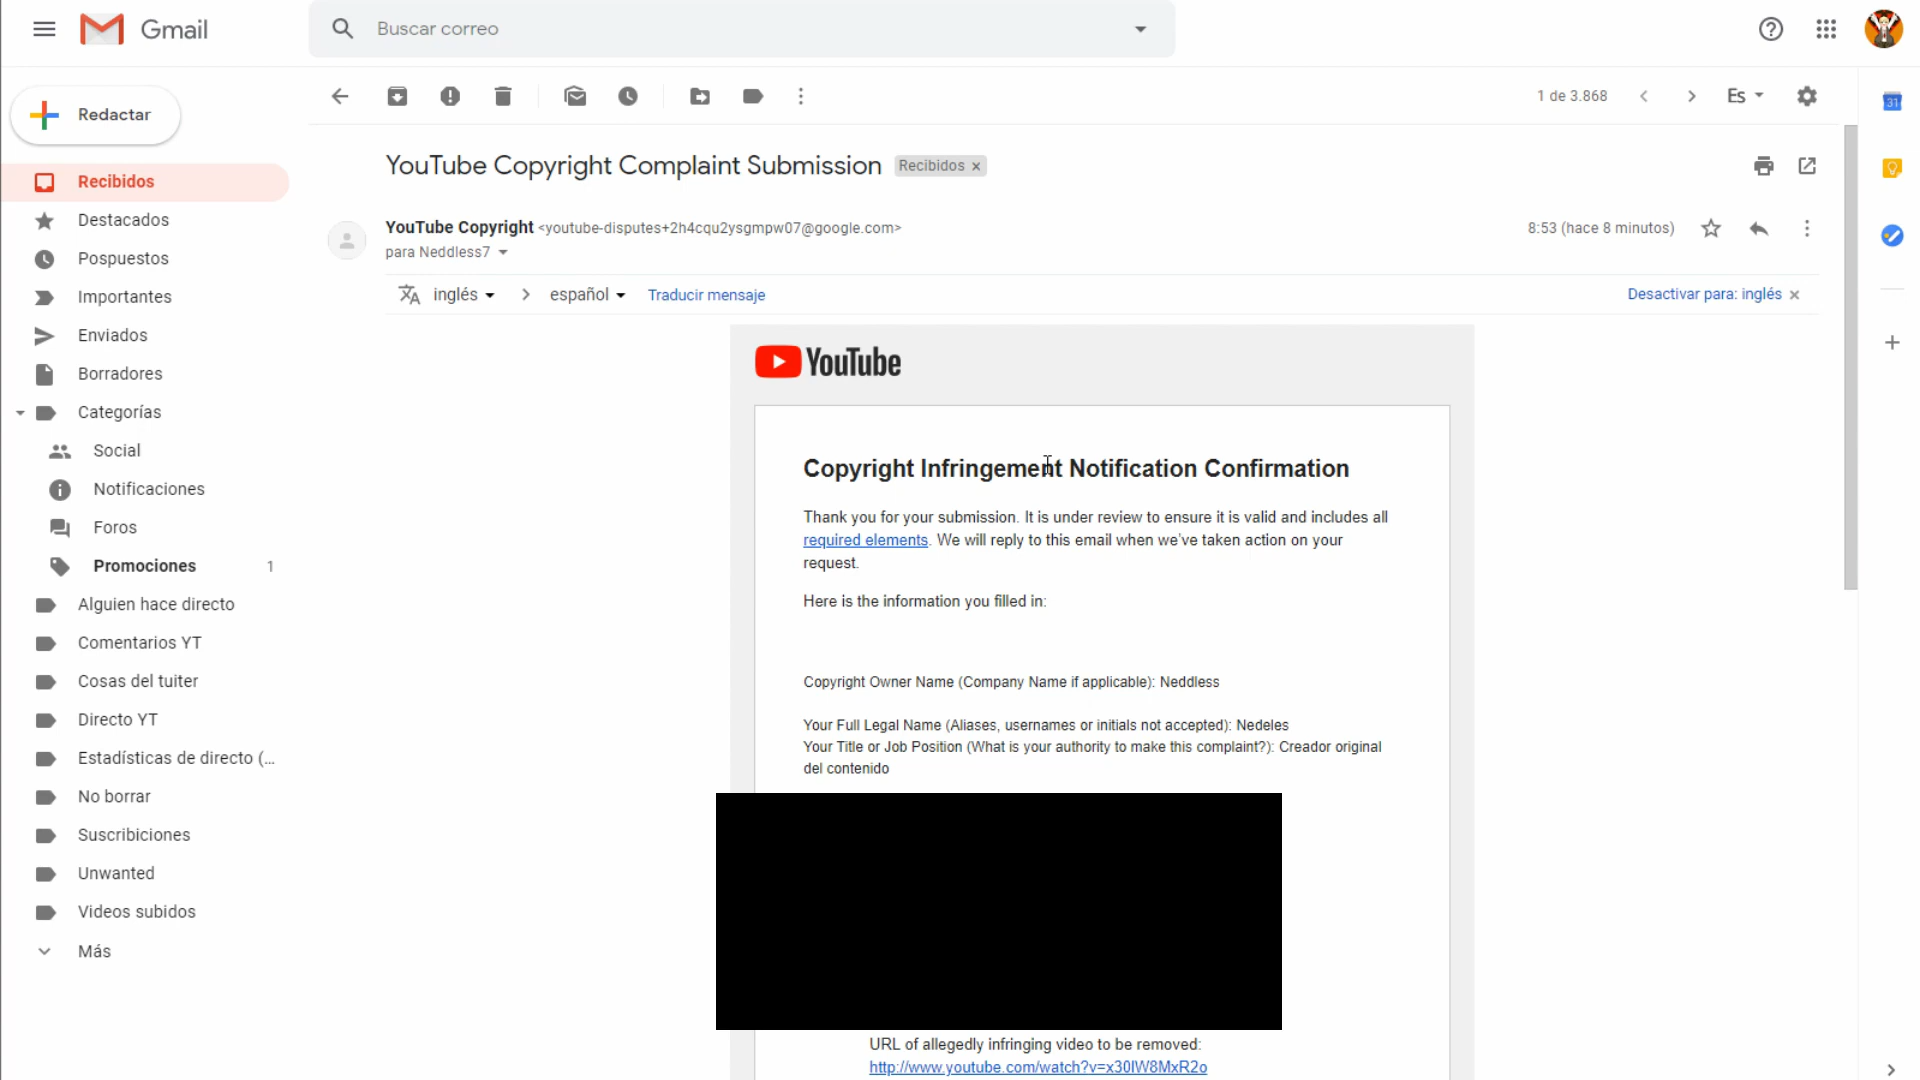 Gmail
Buscar correo
Redactar
1 de 3.868
Es
31
Recibidos
Destacados
Pospuestos
Importantes
Enviados
Borradores
Categorías
Social
Notificaciones
Foros
Promociones 1
Alguien hace directo
Comentarios YT
Cosas del tuiter
Directo YT
Estadísticas de directo (...
No borrar
Suscribiciones
Unwanted
Videos subidos
Más
YouTube Copyright Complaint Submission Recibidos ×
YouTube Copyright <youtube-disputes+2h4cqu2ysgmpw07@google.com>
8:53 (hace 8 minutos)
para Neddless7
inglés > español Traducir mensaje
Desactivar para: inglés ×
YouTube
Copyright Infringement Notification Confirmation
Thank you for your submission. It is under review to ensure it is valid and includes all
required elements. We will reply to this email when we've taken action on your
request.
Here is the information you filled in:
Copyright Owner Name (Company Name if applicable): Neddless
Your Full Legal Name (Aliases, usernames or initials not accepted): Nedeles
Your Title or Job Position (What is your authority to make this complaint?): Creador original
del contenido
URL of allegedly infringing video to be removed:
http://www.youtube.com/watch?v=x30IW8MxR2o